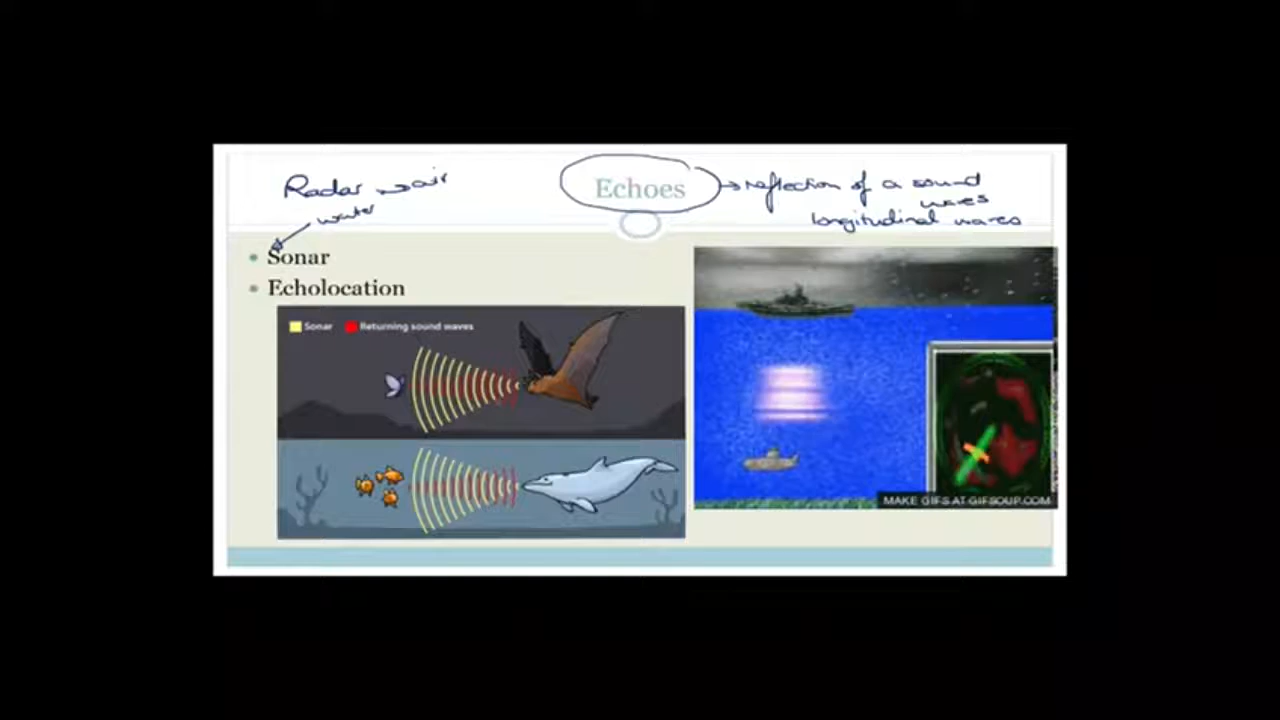 Radar → air
water
Echoes → reflection of a sound
waves
longitudinal waves
• Sonar
• Echolocation
Sonar Returning sound waves
MAKE GIFS AT GIFSOUP.COM